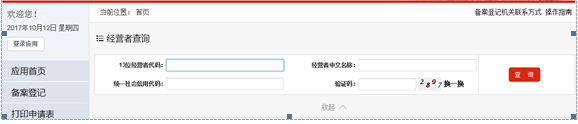 欢迎您！
2017年10月12日 星期四
登录应用
应用首页
备案登记
打印申请表
当前位置： 首页
备案登记机关联系方式 操作指南
经营者查询
13位经营者代码：
经营者中文名称：
统一社会信用代码：
验证码：
2897
换一换
查 询
收起